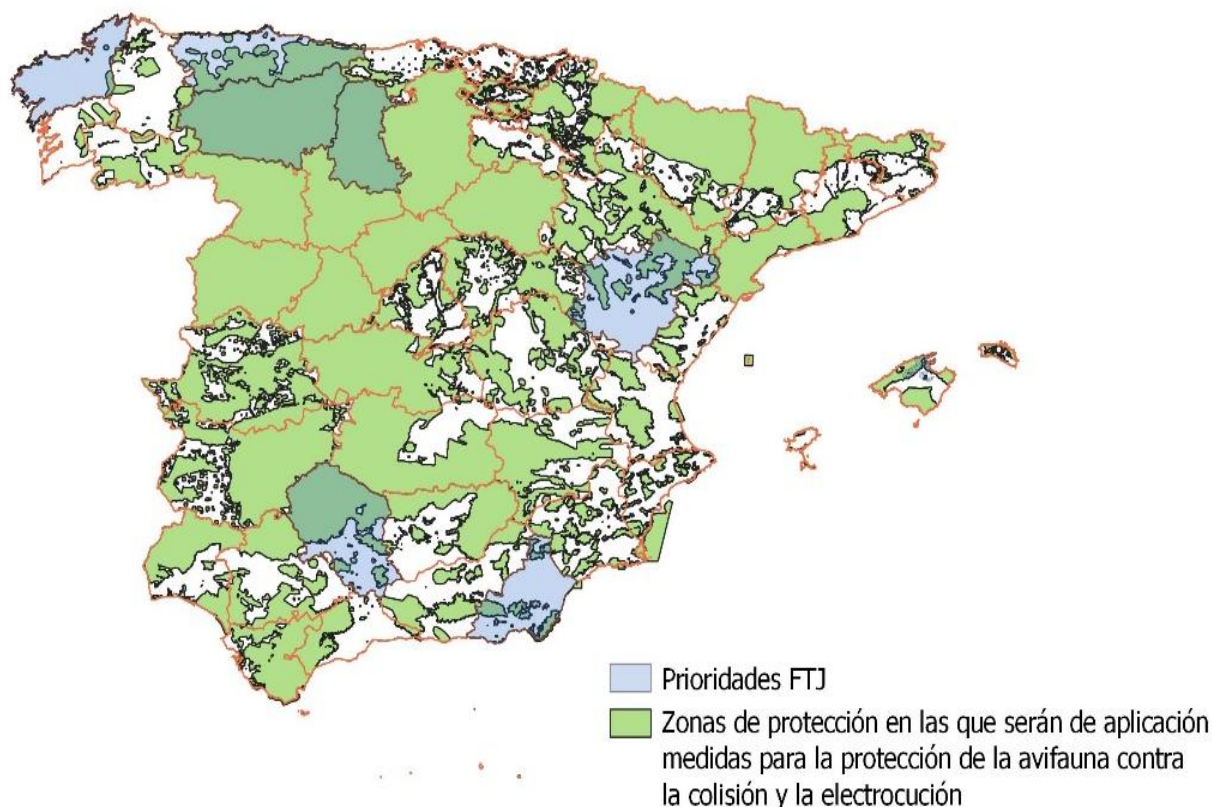 Prioridades FTJ
Zonas de protección en las que serán de aplicación
medidas para la protección de la avifauna contra
la colisión y la electrocución